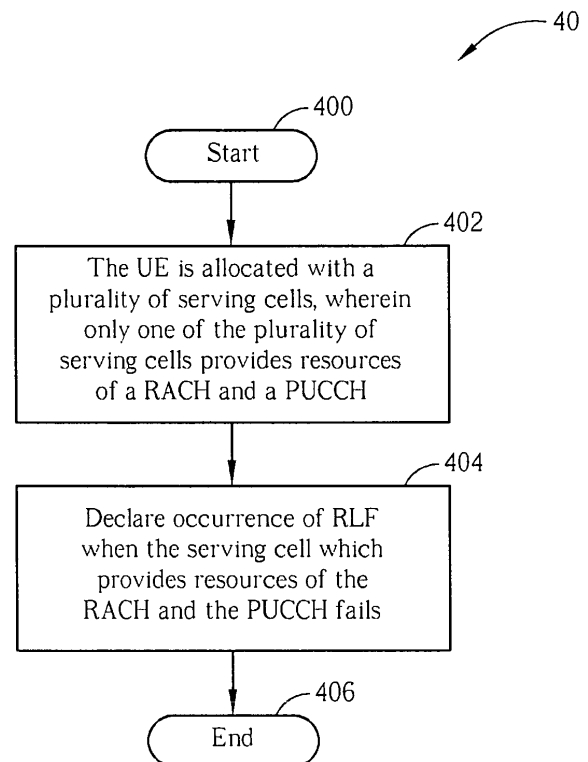 40
400
Start
402
The UE is allocated with a
plurality of serving cells, wherein
only one of the plurality of
serving cells provides resources
of a RACH and a PUCCH
404
Declare occurrence of RLF
when the serving cell which
provides resources of the
RACH and the PUCCH fails
406
End